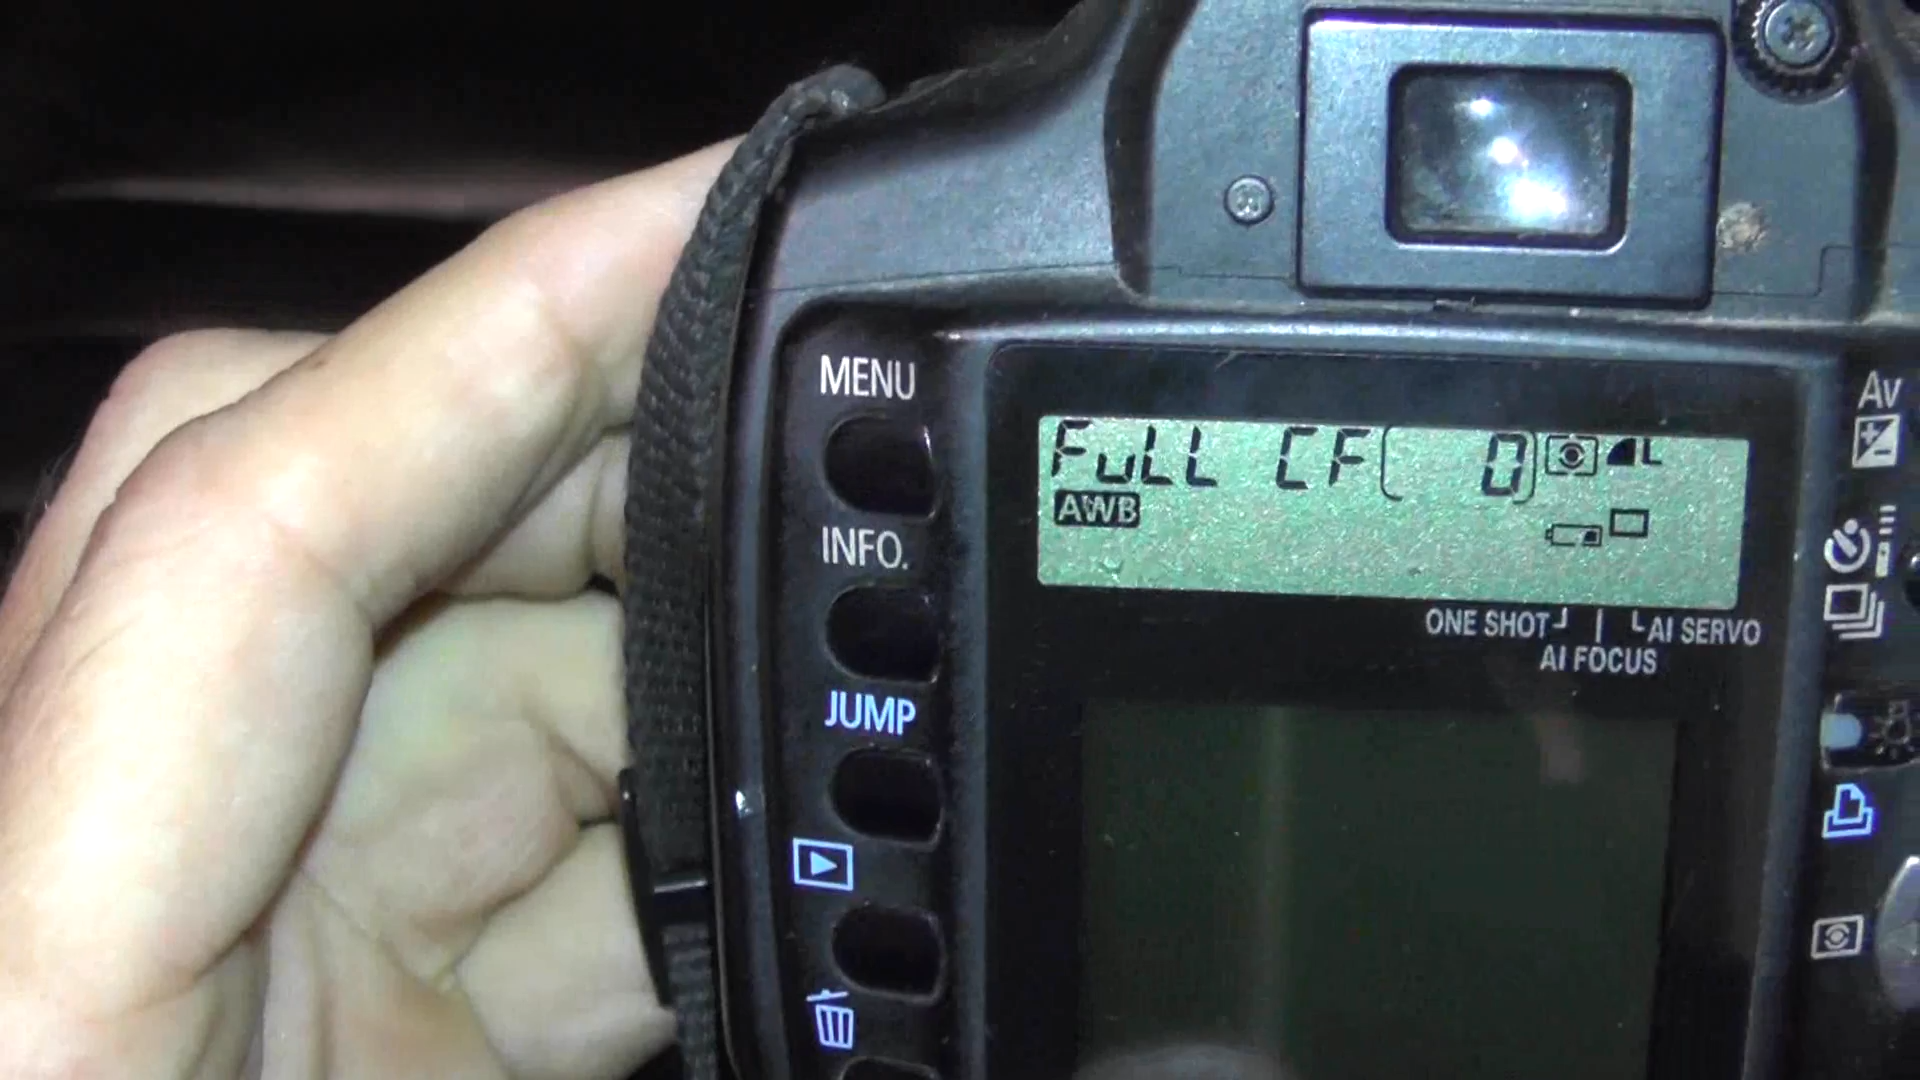 MENU
INFO.
JUMP
FuLL CF[ 0]
L
AWB
ONE SHOT
AI SERVO
AI FOCUS
Av